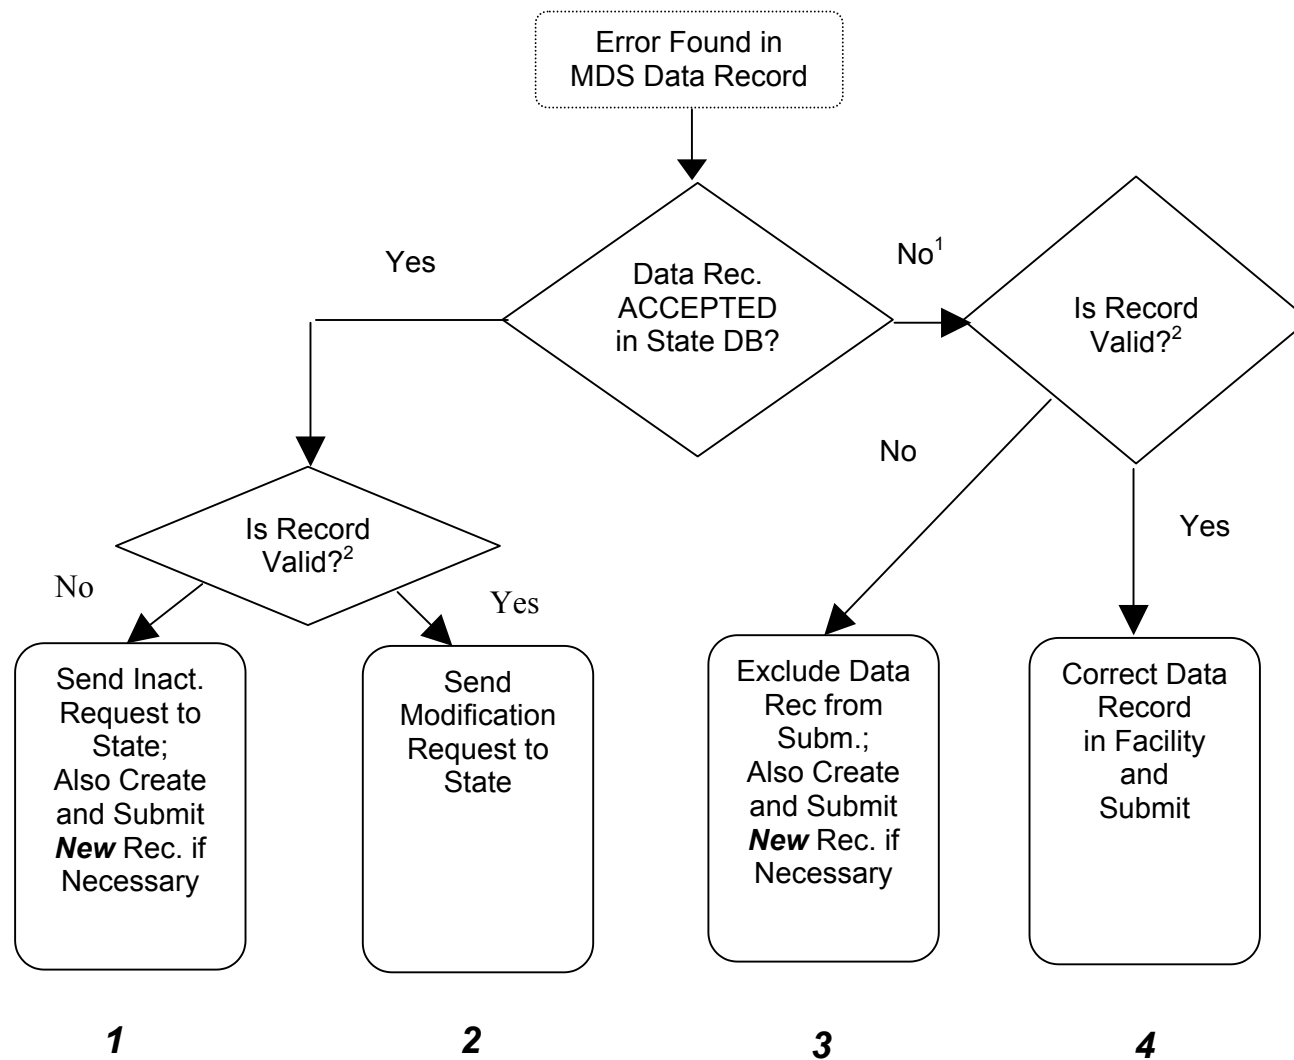 Error Found in
MDS Data Record
Yes
Data Rec.
ACCEPTED
in State DB?
No¹
Is Record
Valid?²
No
Yes
Is Record
Valid?²
No
Yes
Send Inact.
Request to
State;
Also Create
and Submit
New Rec. if
Necessary
Send
Modification
Request to
State
Exclude Data
Rec from
Subm.;
Also Create
and Submit
New Rec. if
Necessary
Correct Data
Record
in Facility
and
Submit
1
2
3
4